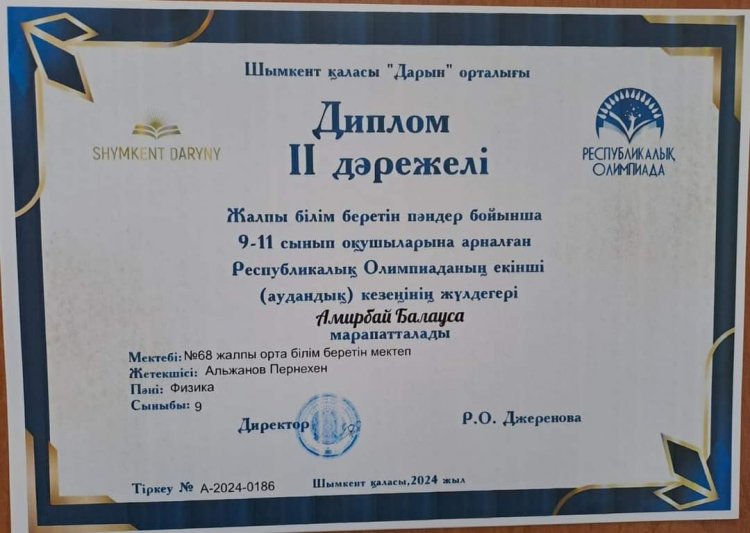 Шымкент қаласы "Дарын" орталығы
SHYMKENT DARYNY
Диплом
II дәрежелі
РЕСПУБЛИКАЛЫҚ
ОЛИМПИАДА
Жалпы білім беретін пәндер бойынша
9-11 сынып оқушыларына арналған
Республикалық Олимпиаданың екінші
(аудандық) кезеңінің жүлдегері
Амирбай Балауса
марапатталады
Мектебі: №68 жалпы орта білім беретін мектеп
Жетекшісі: Альжанов Пернехен
Пәні: Физика
Сыныбы: 9
Директор Р.О. Джеренова
Тіркеу № А-2024-0186 Шымкент қаласы,2024 жыл